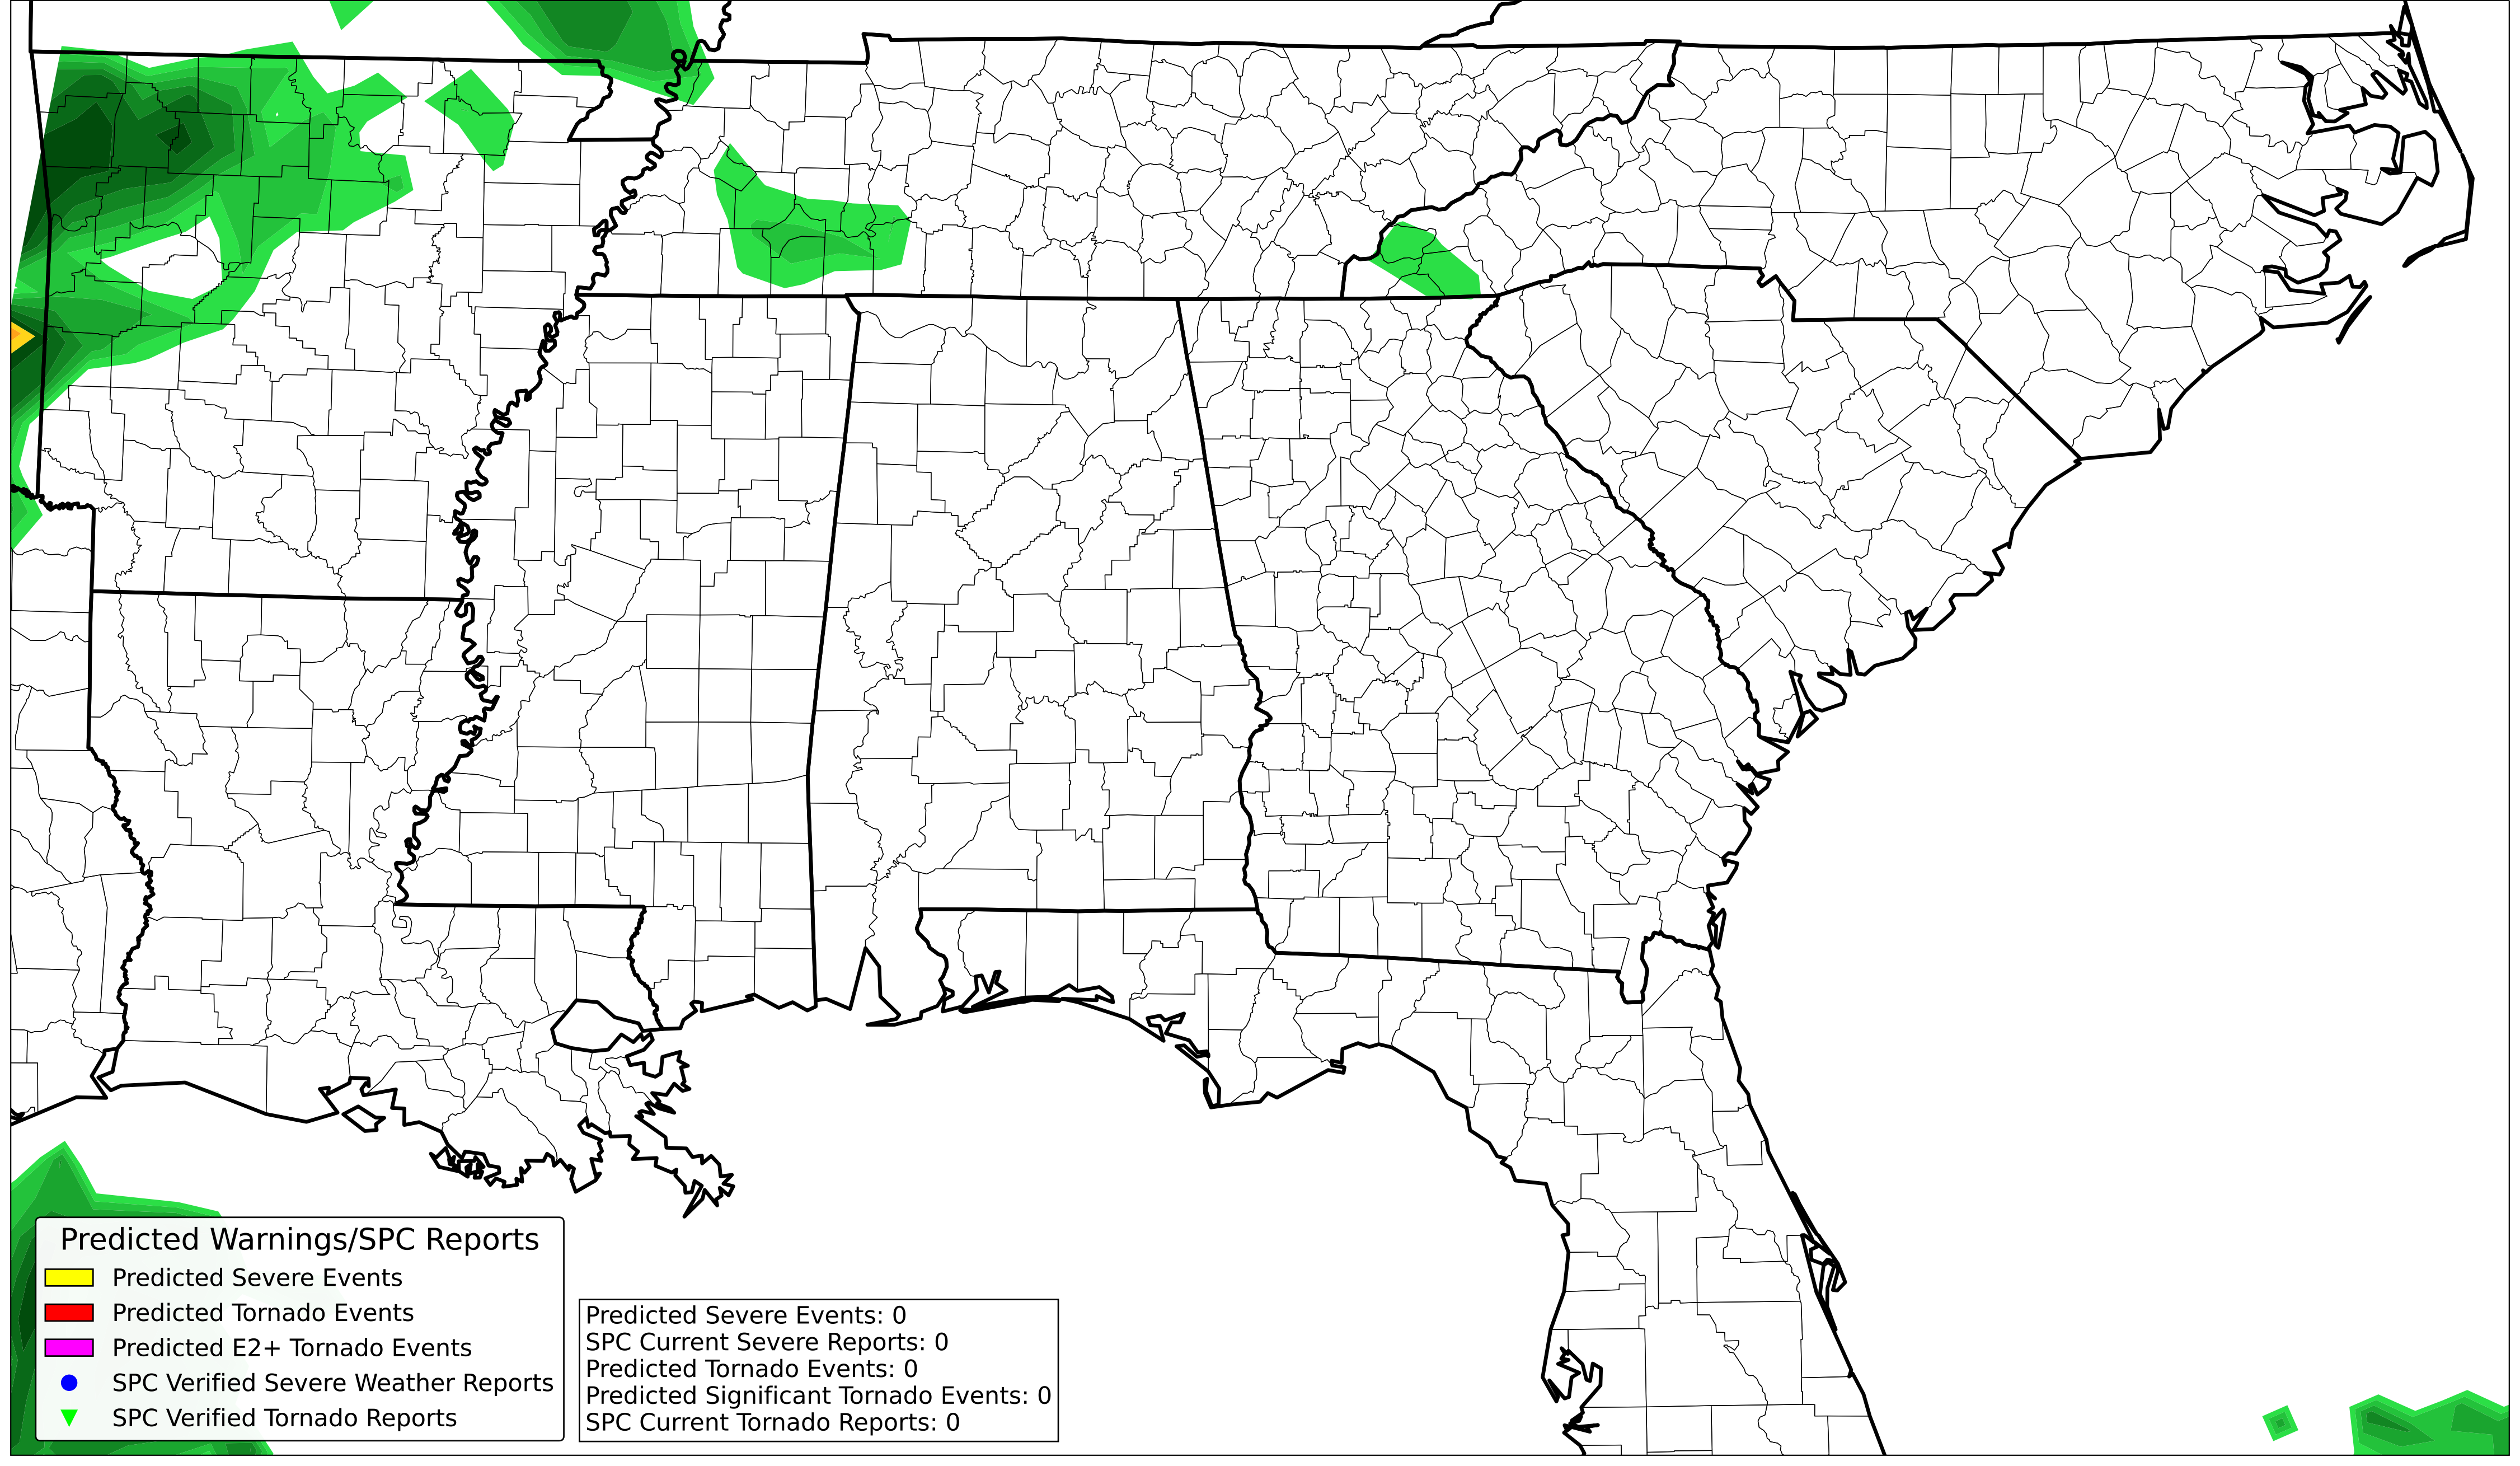 Predicted Warnings/SPC Reports
Predicted Severe Events
Predicted Tornado Events
Predicted E2+ Tornado Events
SPC Verified Severe Weather Reports
SPC Verified Tornado Reports
Predicted Severe Events: 0
SPC Current Severe Reports: 0
Predicted Tornado Events: 0
Predicted Significant Tornado Events: 0
SPC Current Tornado Reports: 0